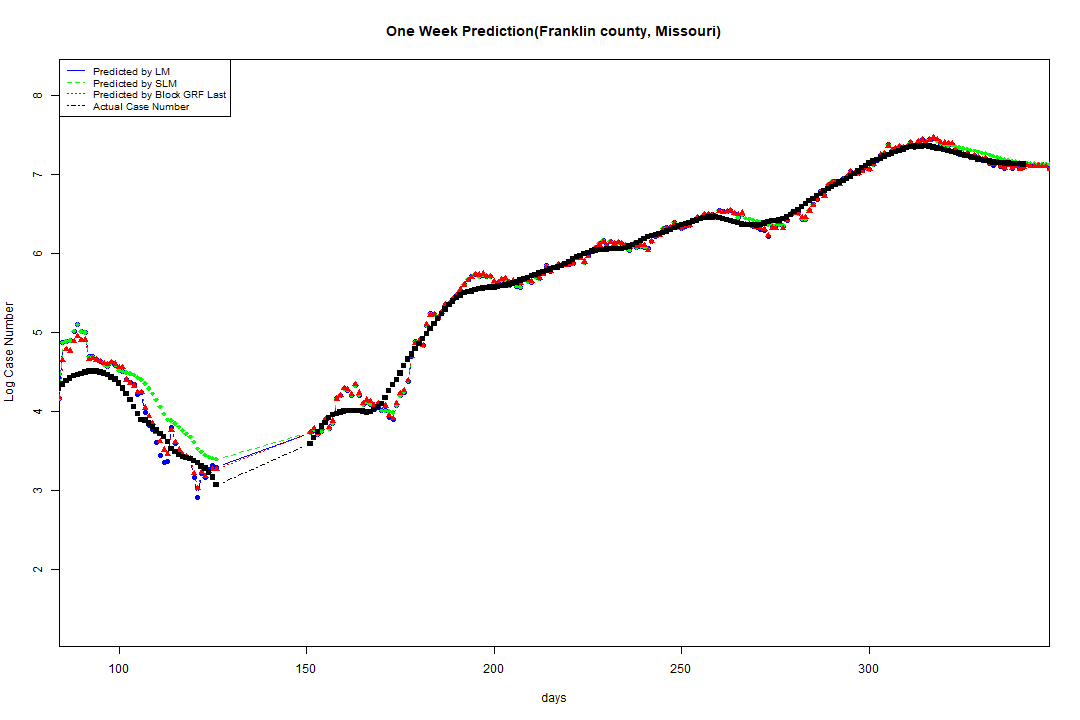 One Week Prediction(Franklin county, Missouri)
Predicted by LM
Predicted by SLM
Predicted by Block GRF Last
Actual Case Number
8
7
6
5
4
3
2
Log Case Number
100 150 200 250 300
days